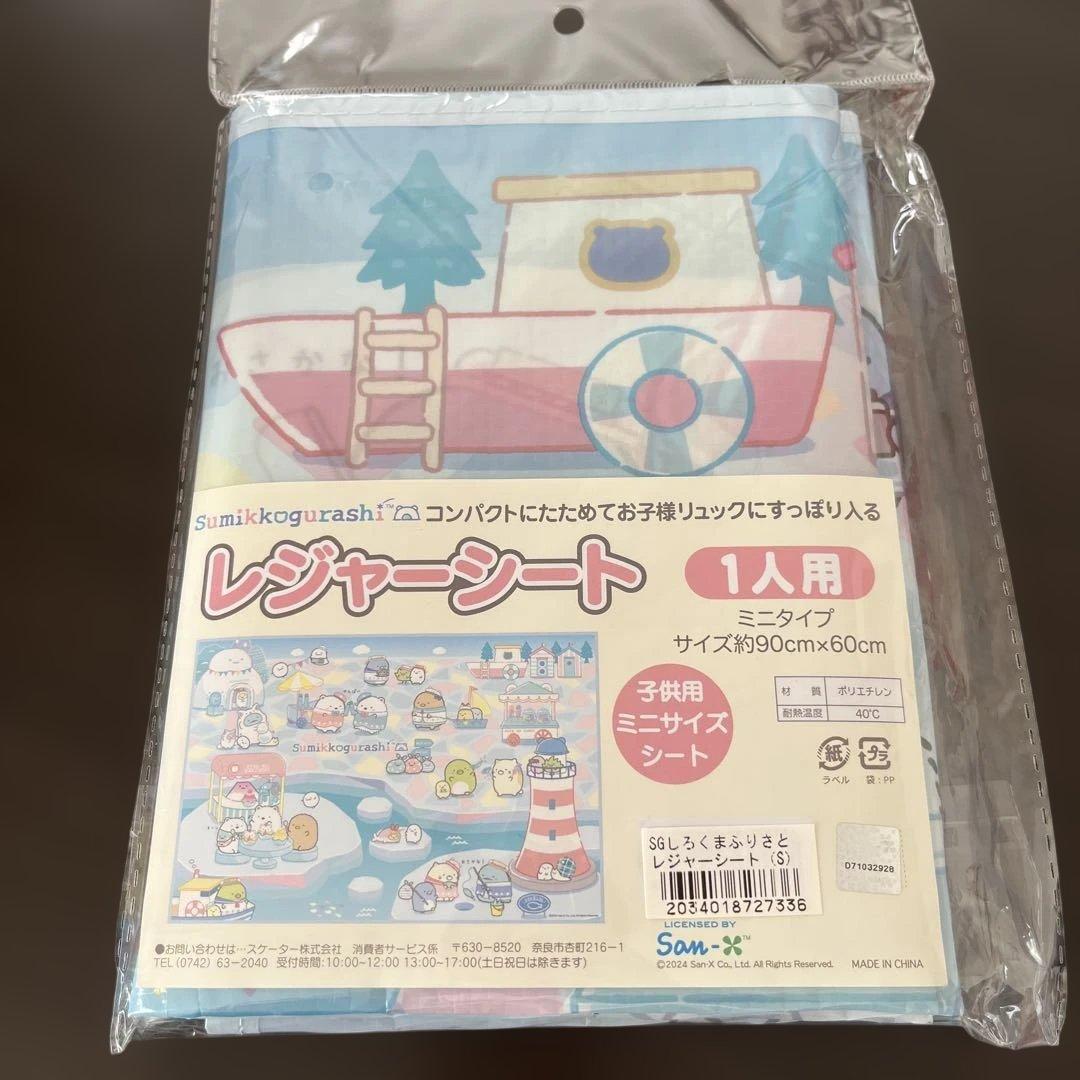 さかな
Sumikkogurashi™ コンパクトにたためてお子様リュックにすっぽり入る
レジャーシート
1人用
ミニタイプ
サイズ約90cm×60cm
子供用
ミニサイズ
シート
材 質 ポリエチレン
耐熱温度 40℃
紙 プラ
ラベル 袋:PP
Sumikkogurashi
SGしろくまふりさと
レジャーシート (S)
2034018727336
D71032928
LICENSED BY
San-X™
©2024 San-X Co., Ltd. All Rights Reserved.
MADE IN CHINA
●お問い合わせは…スケーター株式会社 消費者サービス係 〒630-8520 奈良市杏町216-1
TEL (0742) 63-2040 受付時間:10:00~12:00 13:00~17:00(土日祝日は除きます)